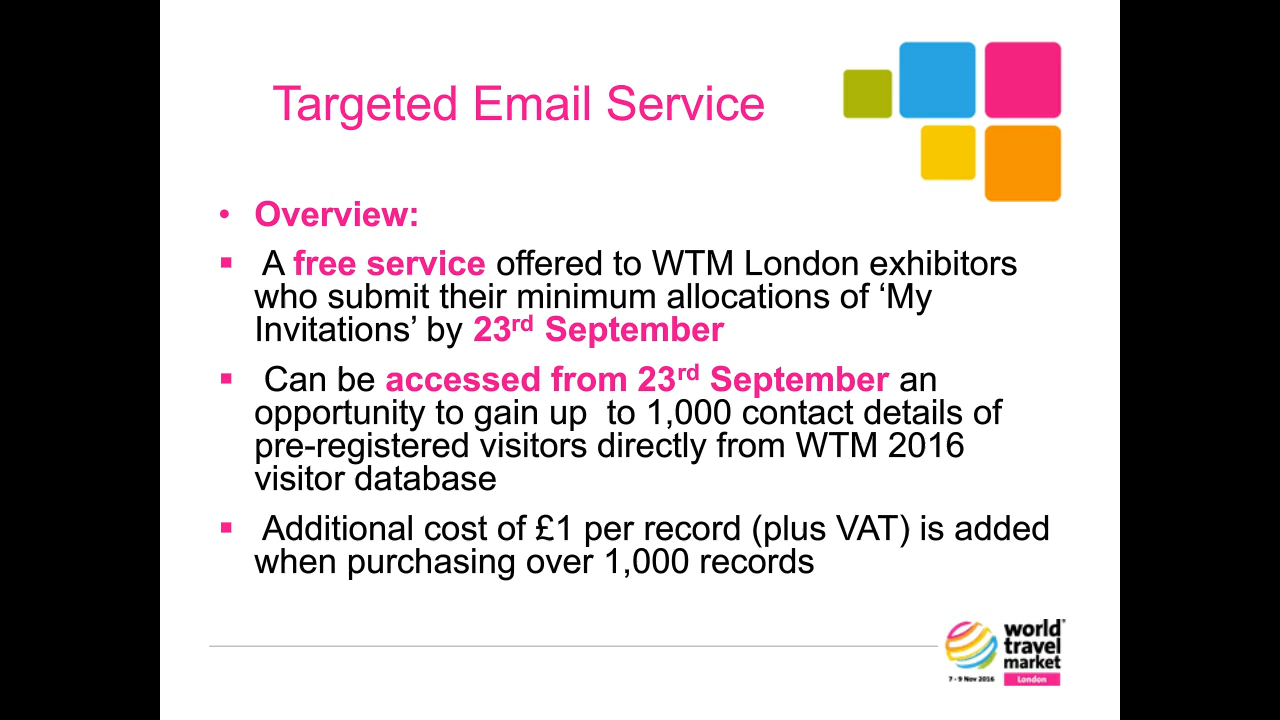 Targeted Email Service
• Overview:
▪ A free service offered to WTM London exhibitors
who submit their minimum allocations of ‘My
Invitations’ by 23rd September
▪ Can be accessed from 23rd September an
opportunity to gain up  to 1,000 contact details of
pre-registered visitors directly from WTM 2016
visitor database
▪ Additional cost of £1 per record (plus VAT) is added
when purchasing over 1,000 records
world
travel
market
7 - 9 Nov 2016
London